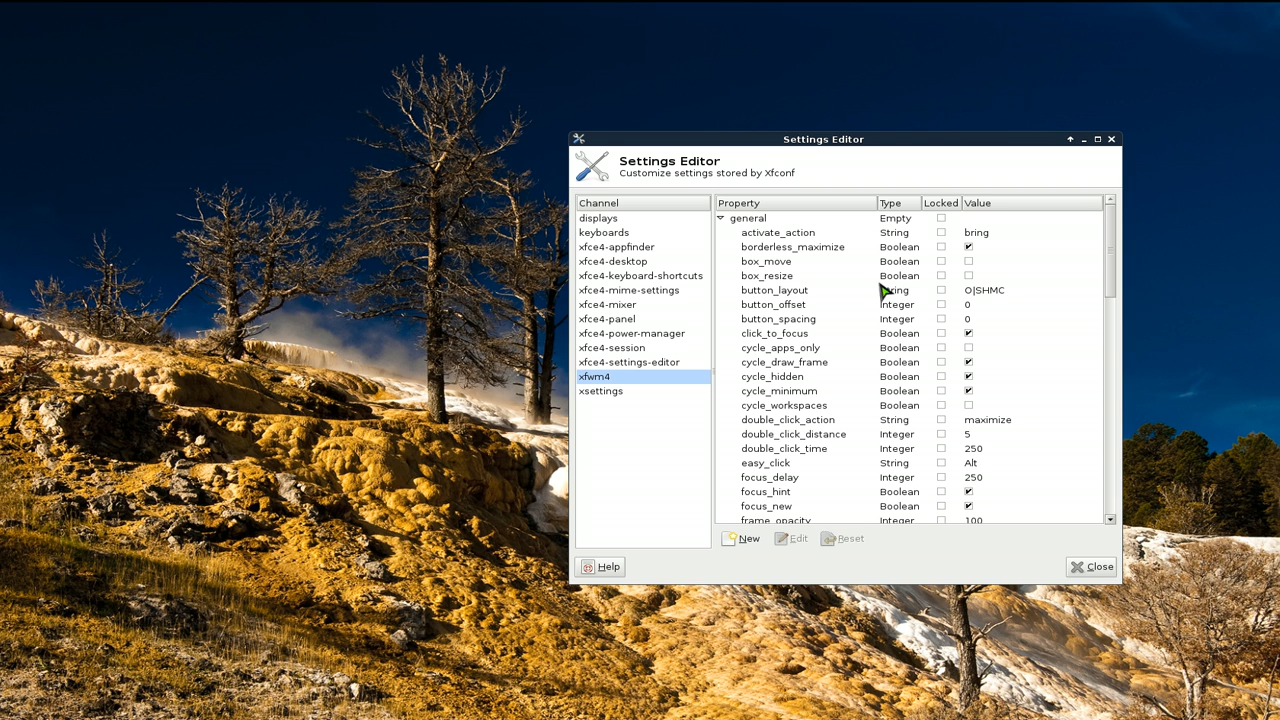 Settings Editor
Settings Editor
Customize settings stored by Xfconf
Channel
displays
keyboards
xfce4-appfinder
xfce4-desktop
xfce4-keyboard-shortcuts
xfce4-mime-settings
xfce4-mixer
xfce4-panel
xfce4-power-manager
xfce4-session
xfce4-settings-editor
xfwm4
xsettings
Property Type Locked Value
general Empty
activate_action String bring
borderless_maximize Boolean
box_move Boolean
box_resize Boolean
button_layout O|SHMC
button_offset Integer 0
button_spacing Integer 0
click_to_focus Boolean
cycle_apps_only Boolean
cycle_draw_frame Boolean
cycle_hidden Boolean
cycle_minimum Boolean
cycle_workspaces Boolean
double_click_action String maximize
double_click_distance Integer 5
double_click_time Integer 250
easy_click String Alt
focus_delay Integer 250
focus_hint Boolean
focus_new Boolean
frame_opacity Integer 100
New Edit Reset
Help Close